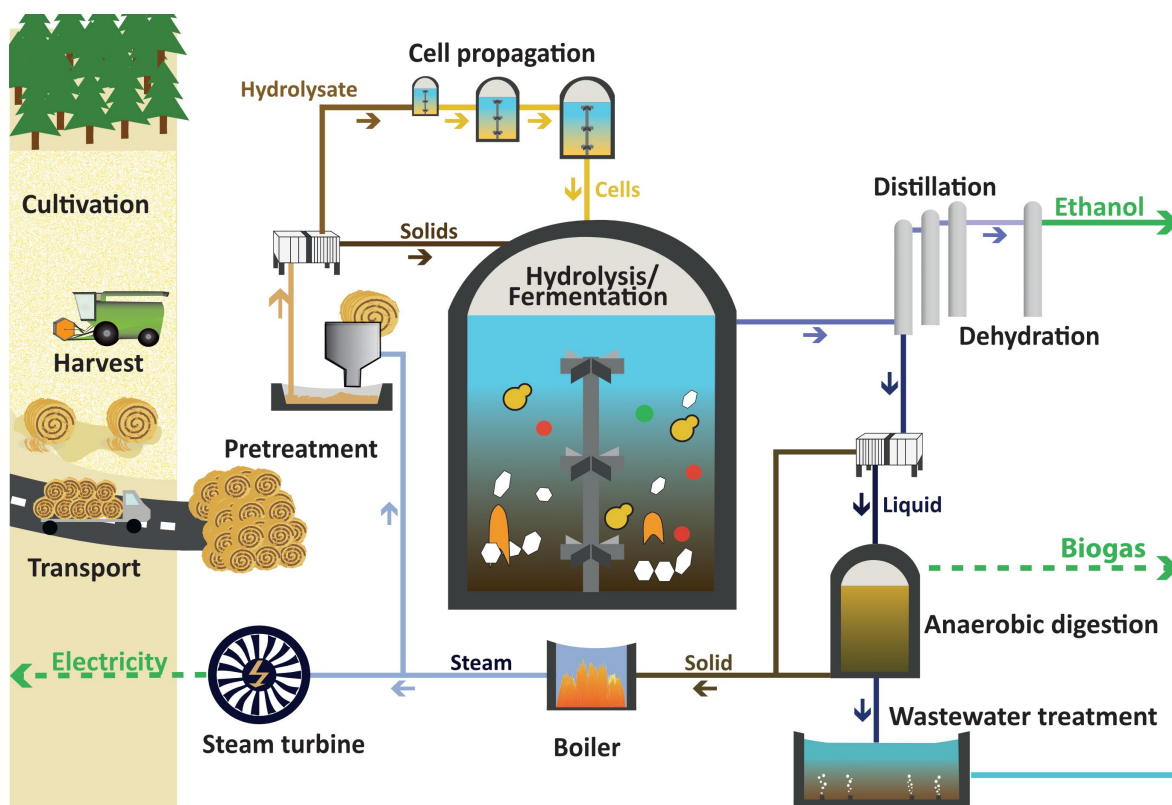 Cell propagation
Hydrolysate
Cultivation
Cells
Distillation
Ethanol
Solids
Hydrolysis/
Fermentation
Harvest
Dehydration
Pretreatment
Liquid
Transport
Biogas
Anaerobic digestion
Electricity
Steam
Solid
Steam turbine
Boiler
Wastewater treatment